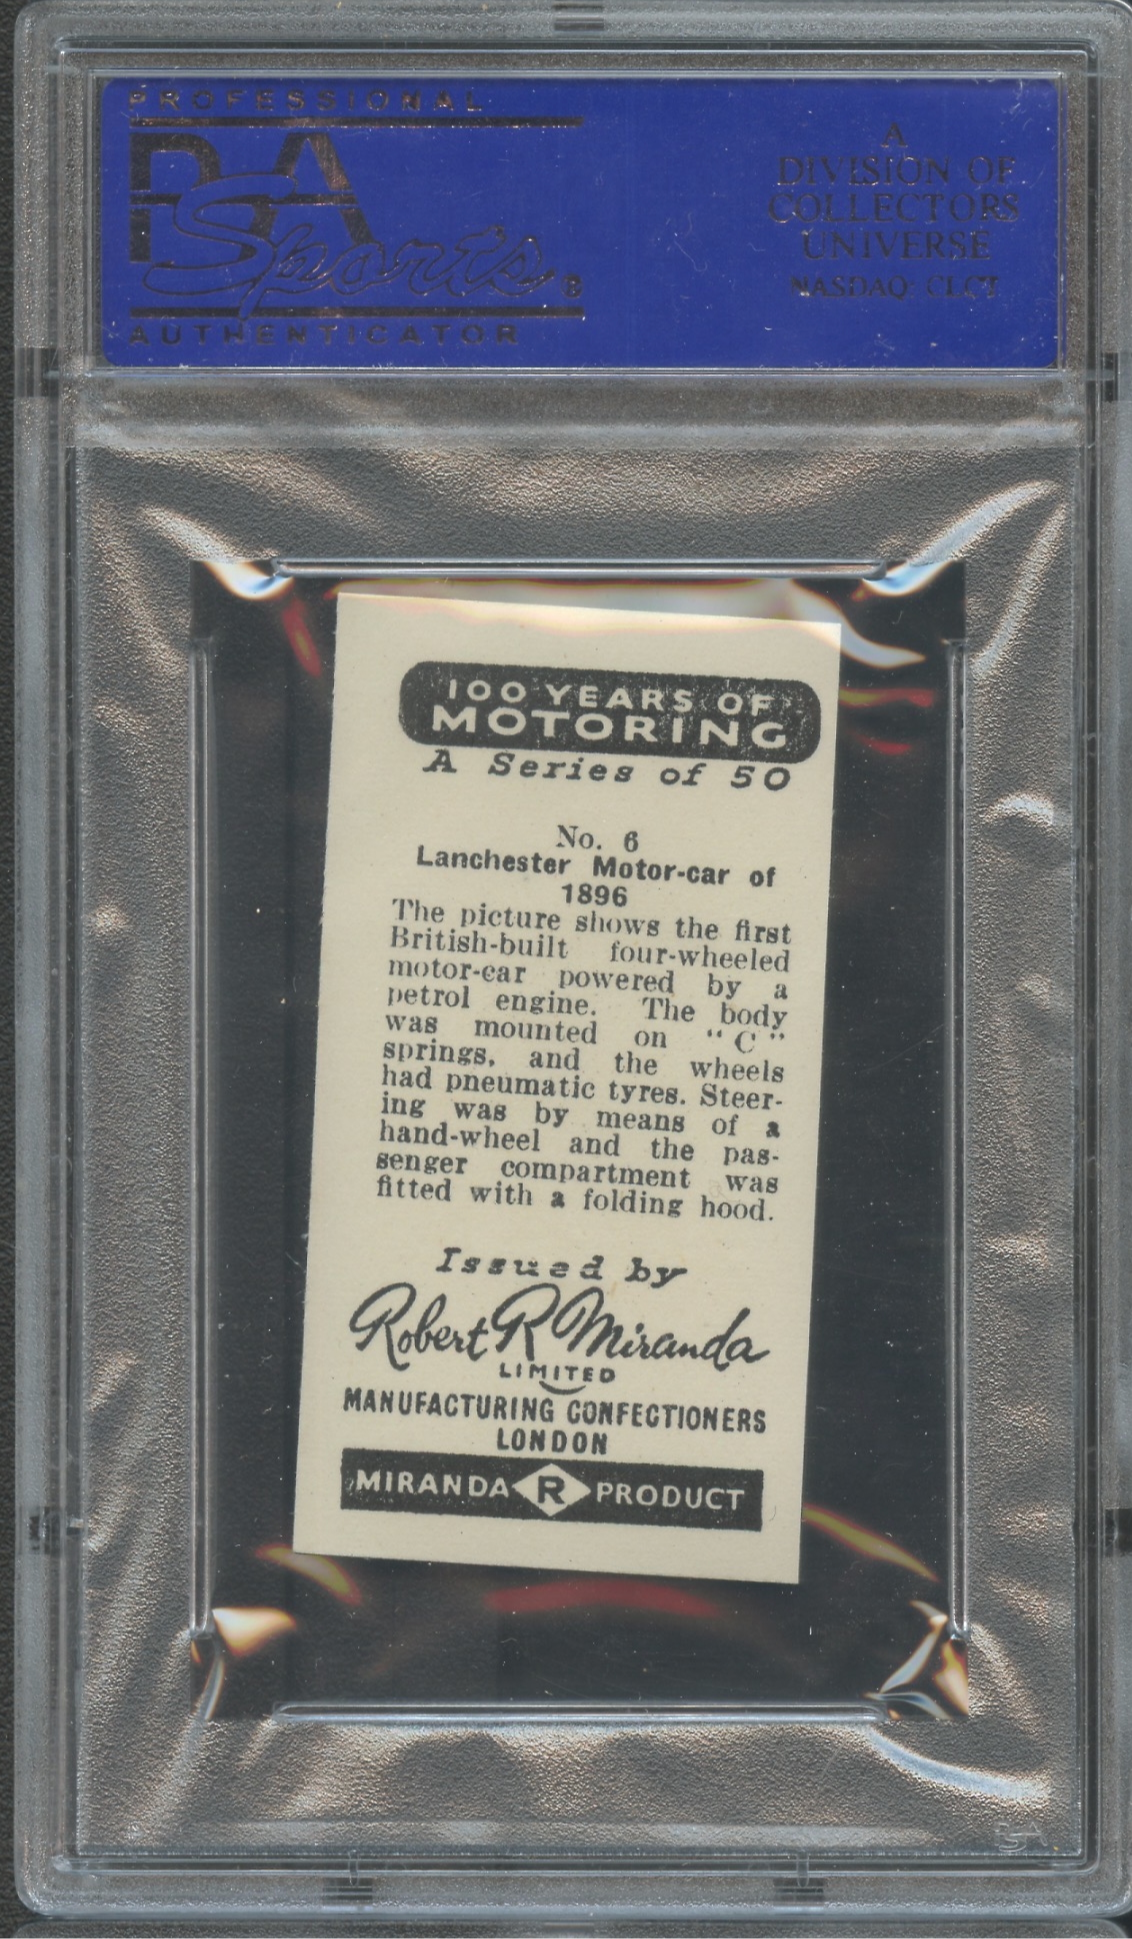 PROFESSIONAL
PSA
Sports®
AUTHENTICATOR
A
DIVISION OF
COLLECTORS
UNIVERSE
NASDAQ: CLCT
100 YEARS OF
MOTORING
A Series of 50
No. 6
Lanchester Motor-car of
1896
The picture shows the first
British-built four-wheeled
motor-car powered by a
petrol engine. The body
was mounted on “C”
springs, and the wheels
had pneumatic tyres. Steer-
ing was by means of a
hand-wheel and the pas-
senger compartment was
fitted with a folding hood.
Issued by
Robert R Miranda
LIMITED
MANUFACTURING CONFECTIONERS
LONDON
MIRANDA R PRODUCT
PSA